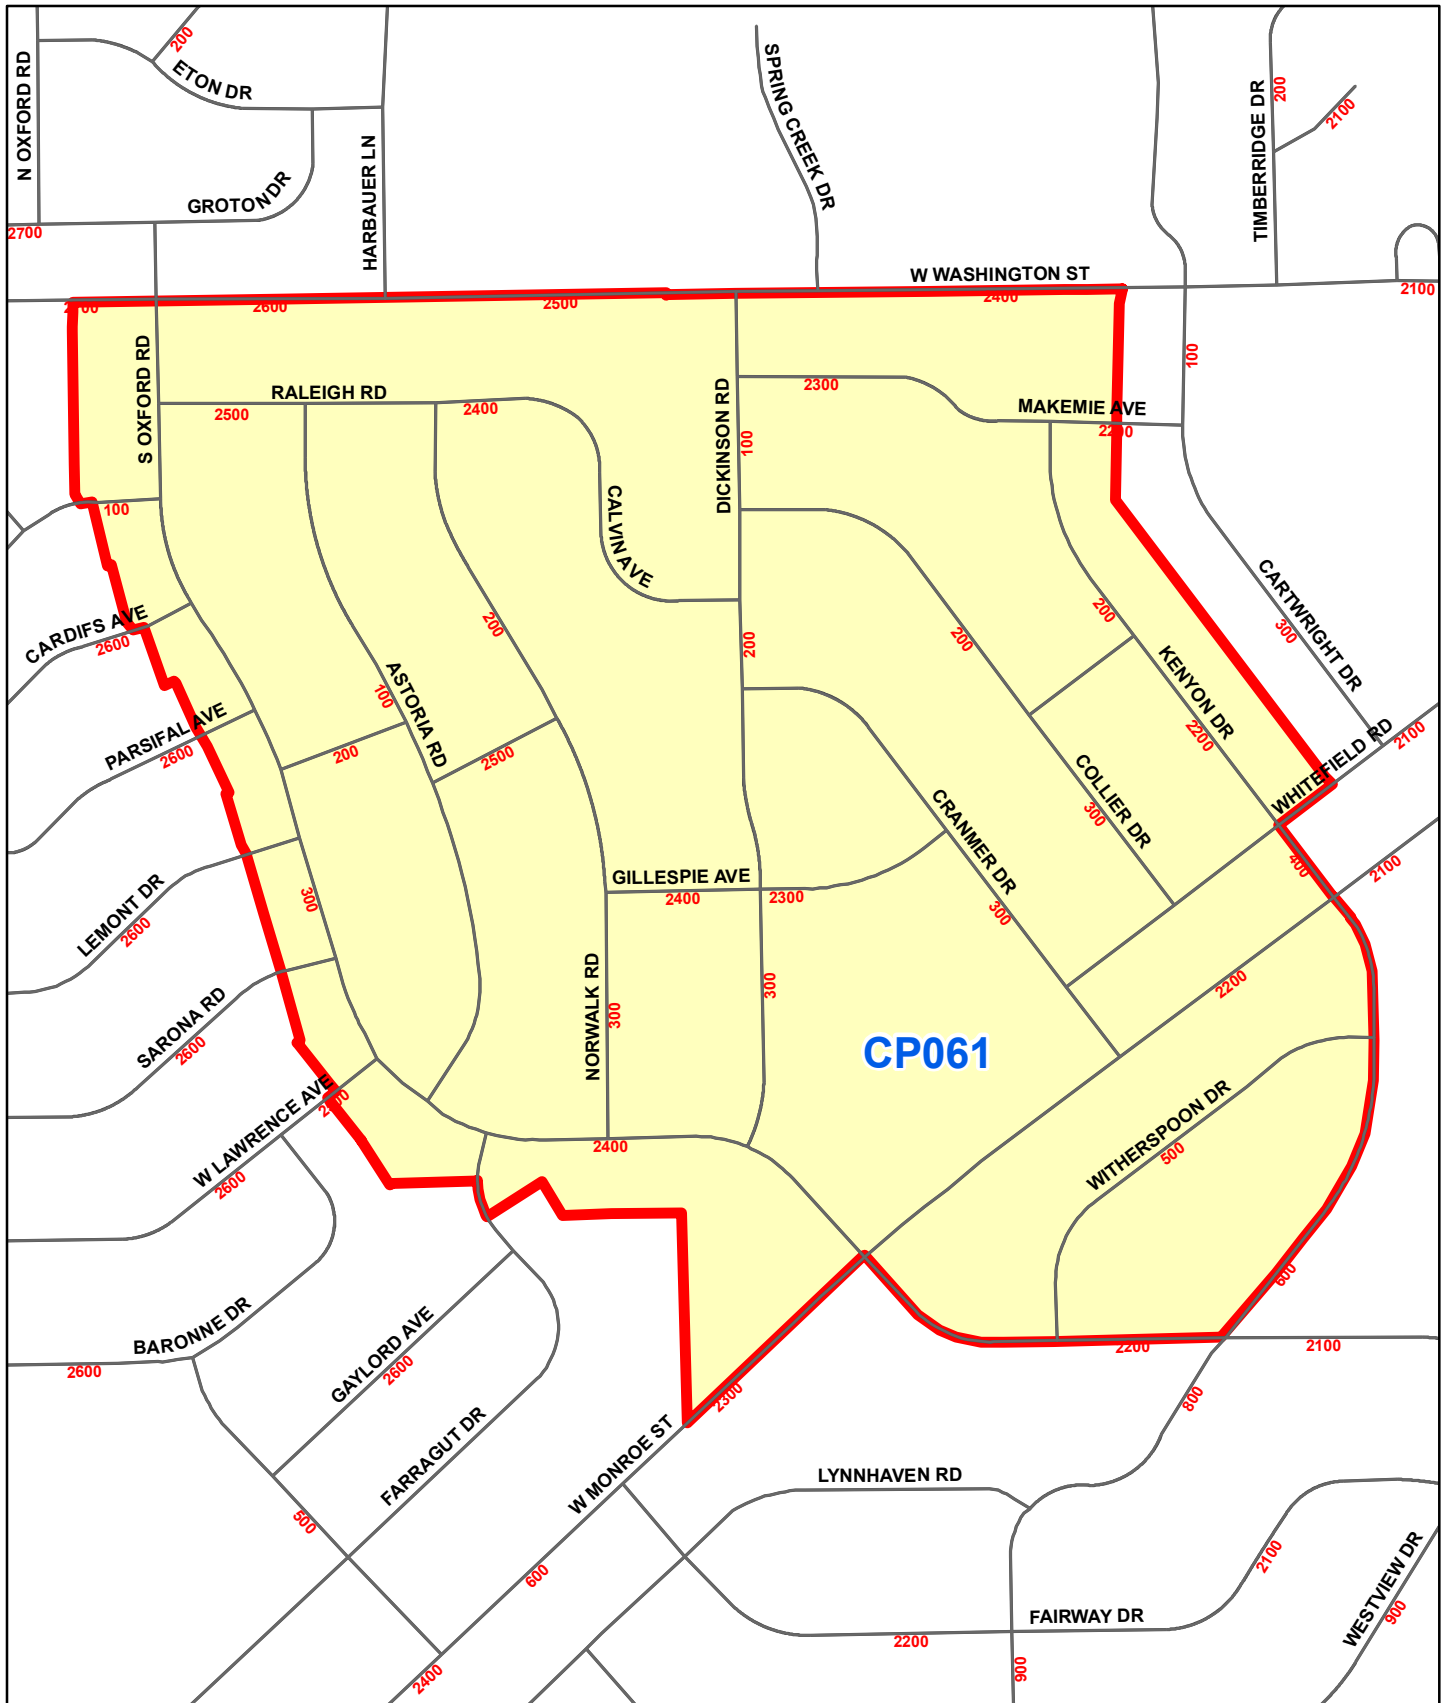 N OXFORD RD
200
ETON DR
GROTON DR
HARBAUER LN
SPRING CREEK DR
TIMBERRIDGE DR
200
2100
2700
W WASHINGTON ST
2700
2600
2500
2400
2100
S OXFORD RD
RALEIGH RD
2500
2400
DICKINSON RD
100
2300
MAKEMIE AVE
2200
100
100
CALVIN AVE
CARDIFS AVE
2600
200
200
200
200
CARTWRIGHT DR
300
ASTORIA RD
100
PARSIFAL AVE
2600
200
2500
KENYON DR
2200
WHITEFIELD RD
2100
COLLIER DR
300
CRANMER DR
300
400
2100
GILLESPIE AVE
2400
2300
LEMONT DR
2600
300
SARONA RD
2600
NORWALK RD
300
300
2200
CP061
W LAWRENCE AVE
2500
2600
2400
WITHERSPOON DR
500
600
BARONNE DR
2600
GAYLORD AVE
2600
FARRAGUT DR
2300
2200
2100
800
W MONROE ST
LYNNHAVEN RD
500
600
2100
WESTVIEW DR
900
FAIRWAY DR
2200
900
2400